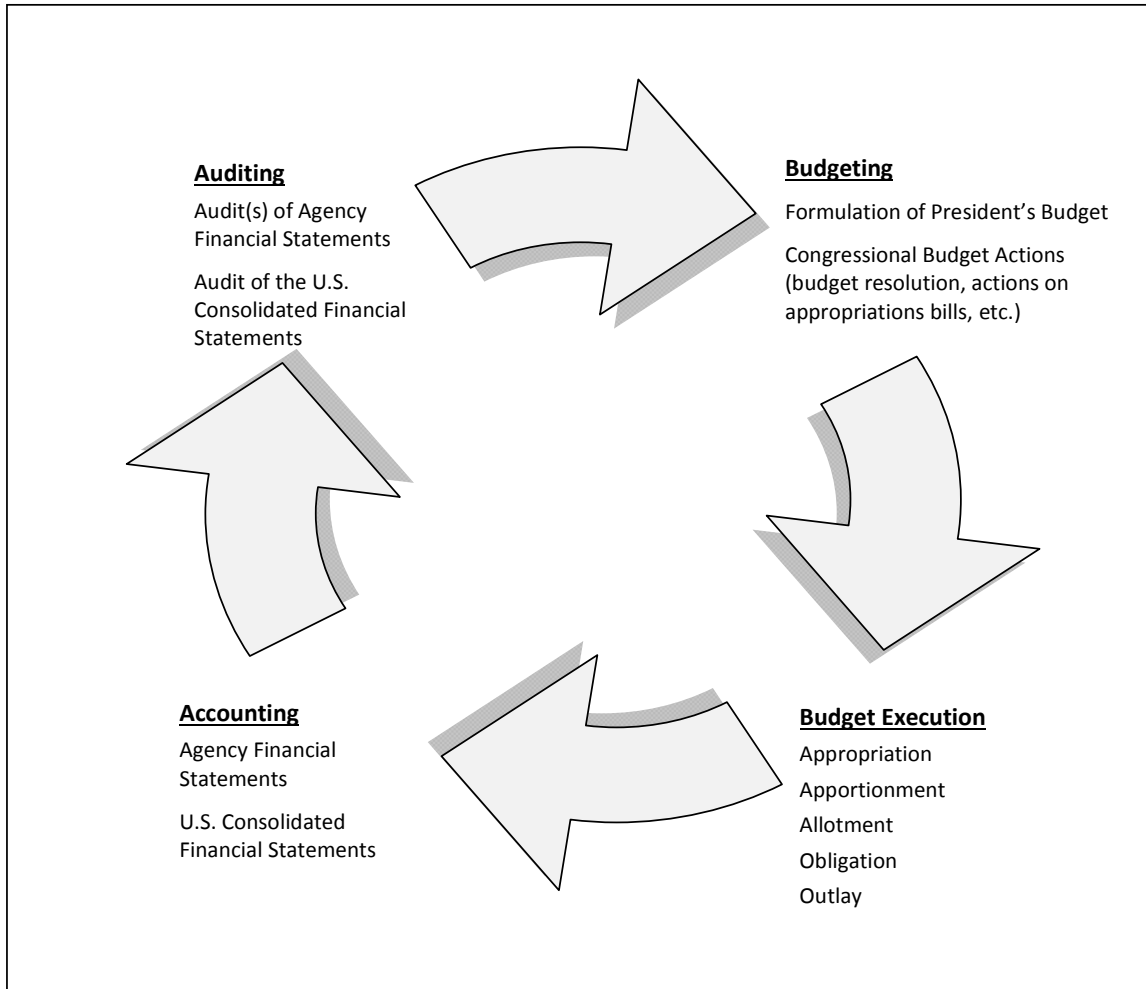 Auditing
Audit(s) of Agency
Financial Statements
Audit of the U.S.
Consolidated Financial
Statements
Budgeting
Formulation of President’s Budget
Congressional Budget Actions
(budget resolution, actions on
appropriations bills, etc.)
Accounting
Agency Financial
Statements
U.S. Consolidated
Financial Statements
Budget Execution
Appropriation
Apportionment
Allotment
Obligation
Outlay